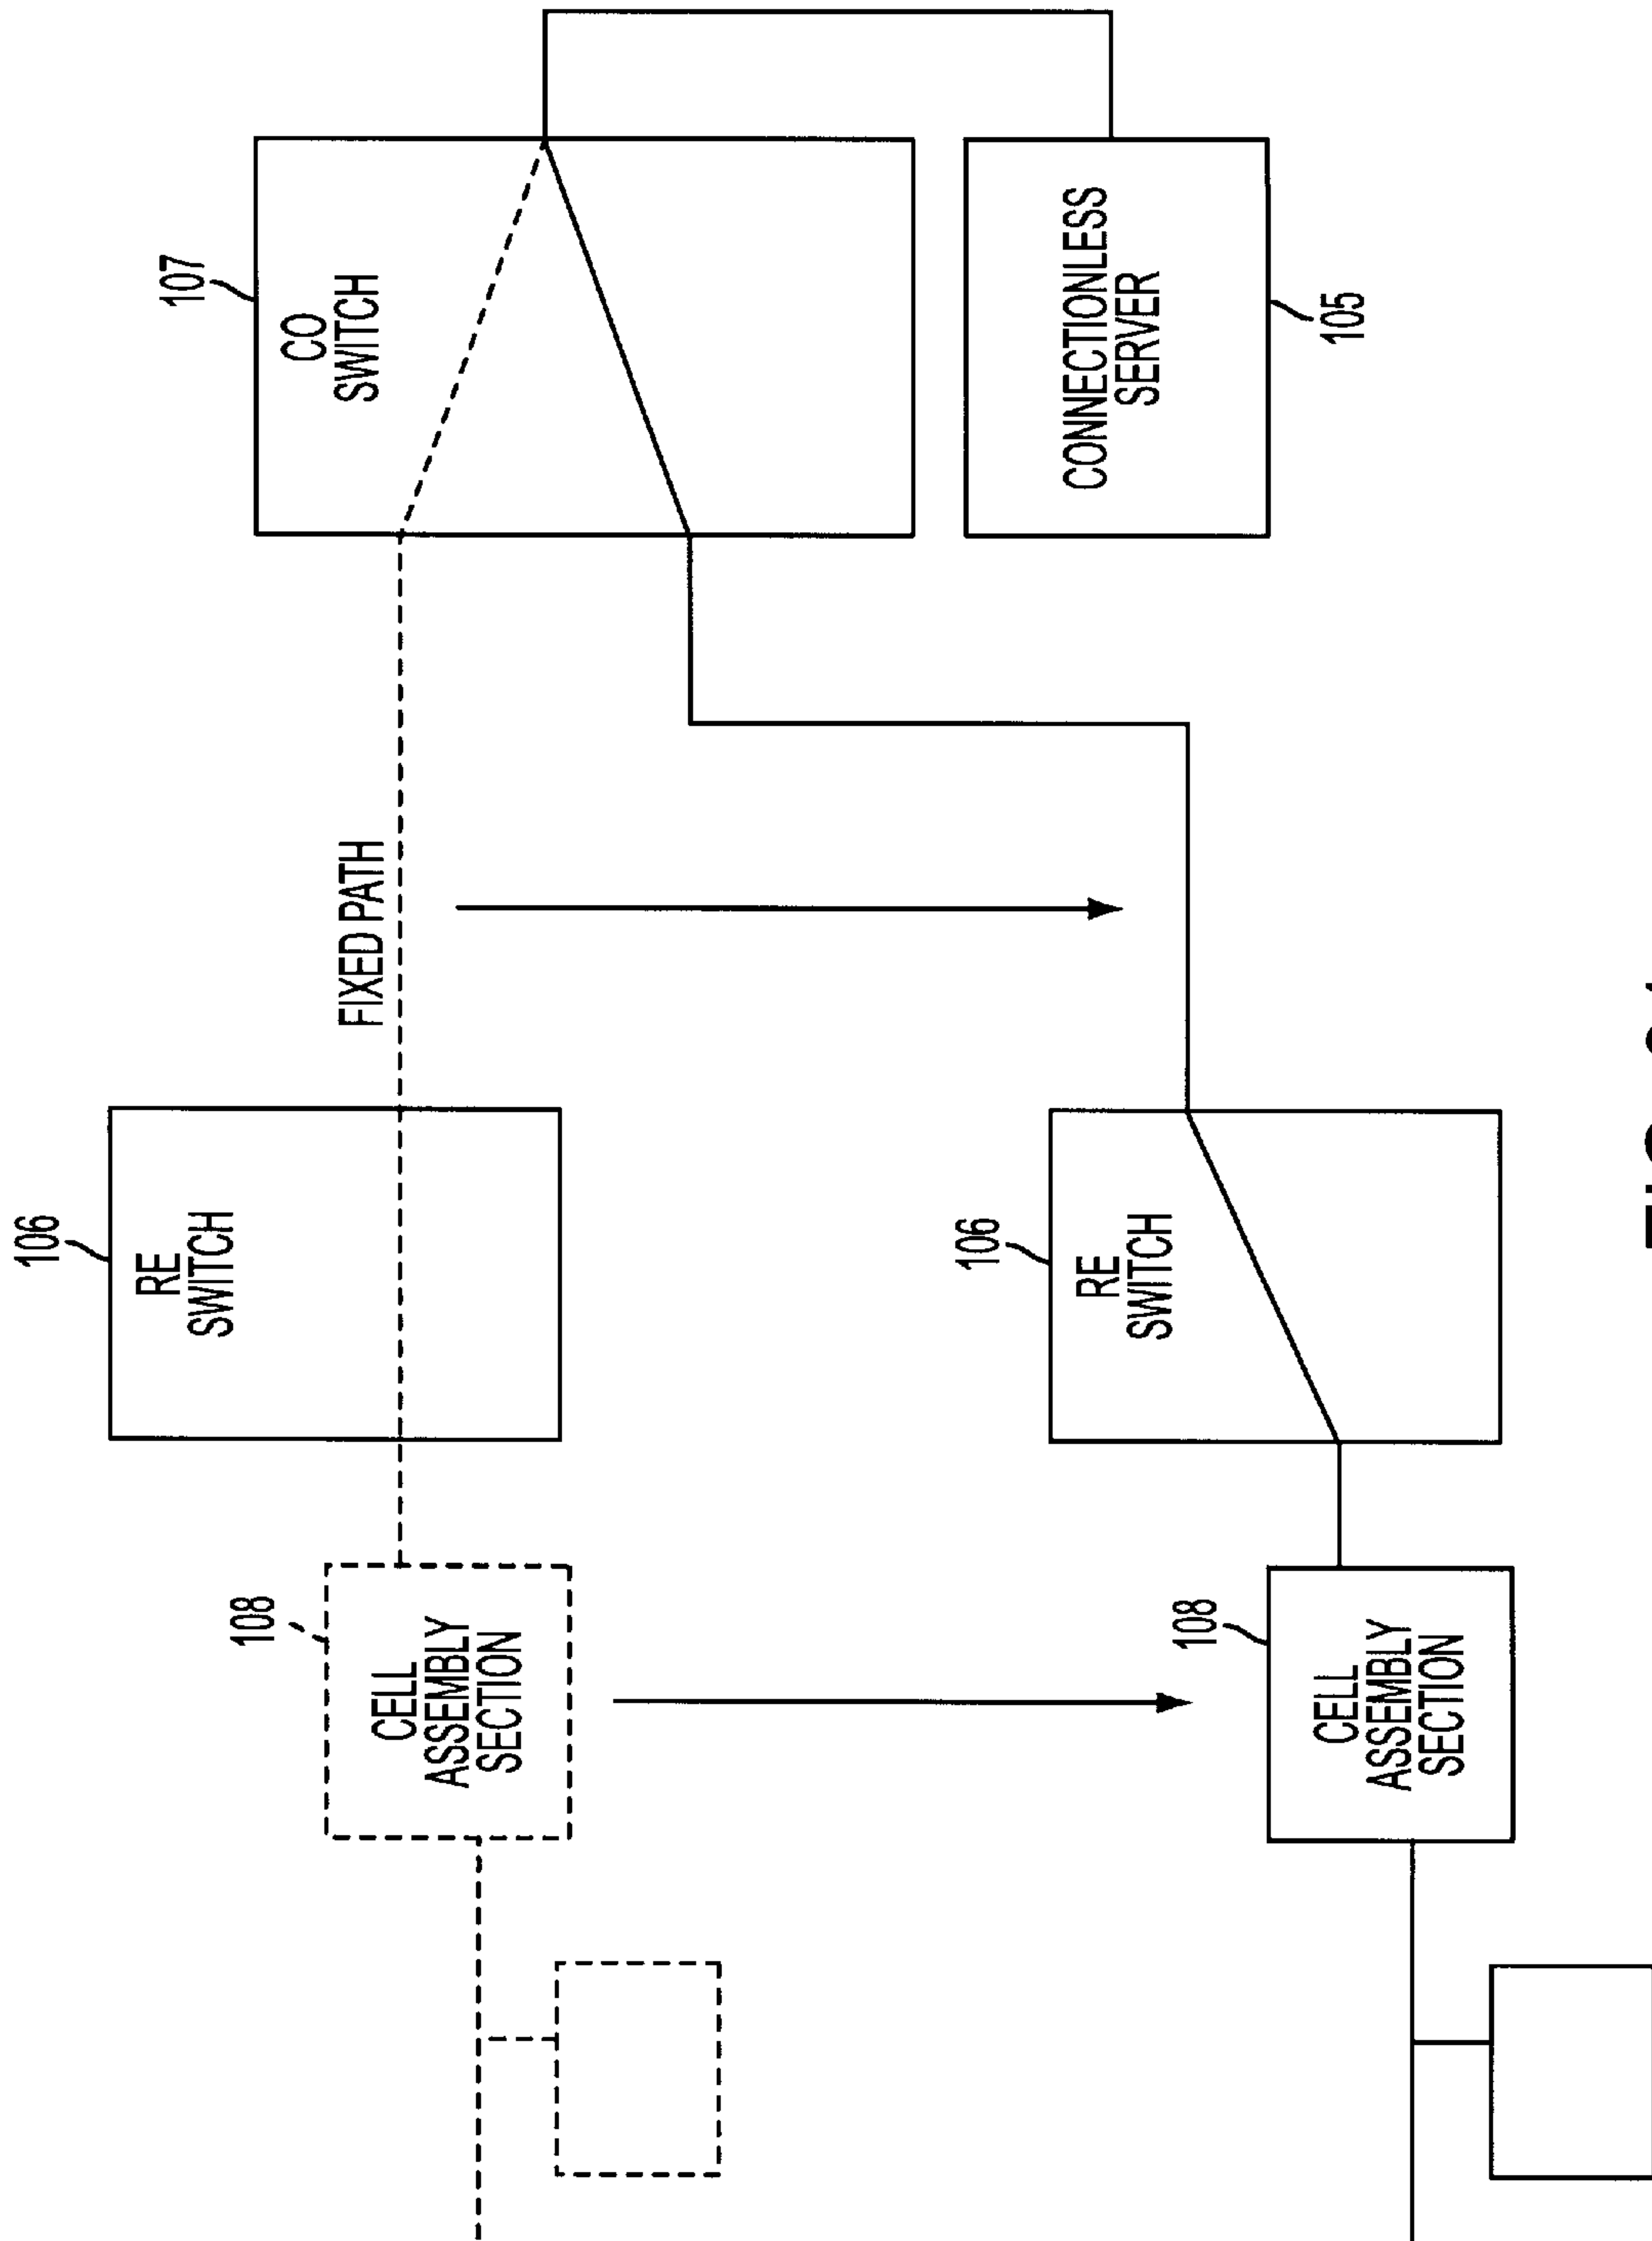 106
RE
SWITCH
107
CO
SWITCH
108
CELL
ASSEMBLY
SECTION
FIXED PATH
106
RE
SWITCH
CONNECTIONLESS
SERVER
105
108
CELL
ASSEMBLY
SECTION